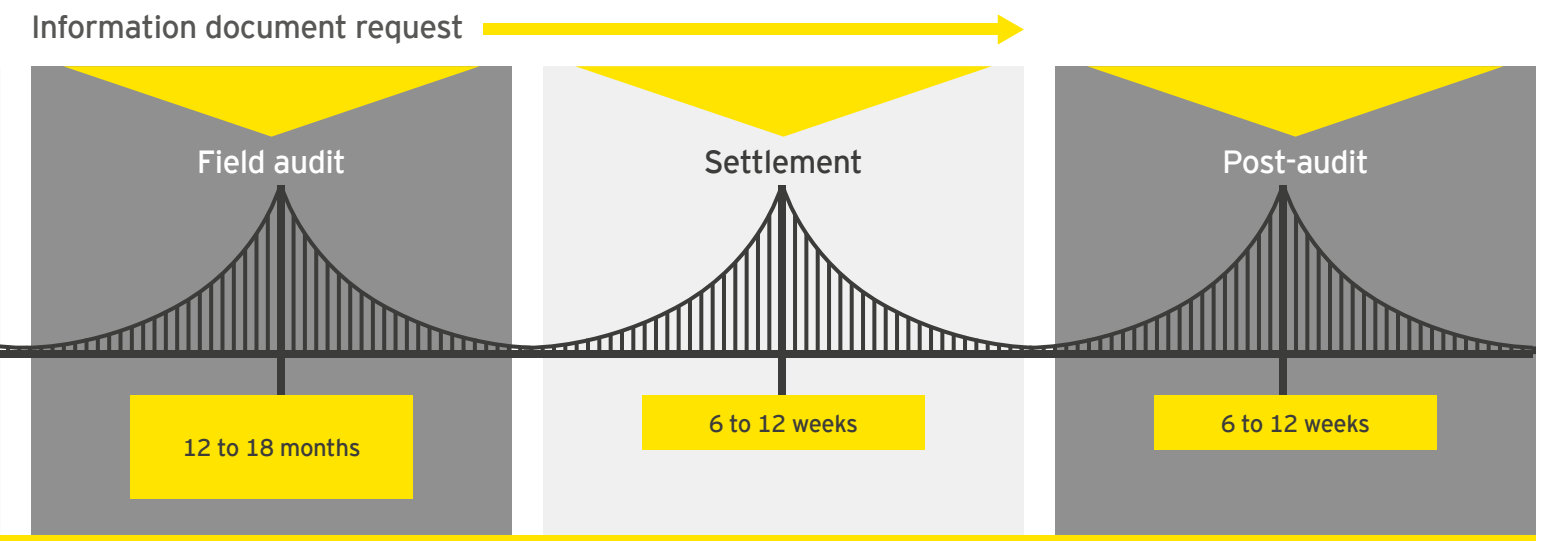 Information document request
Field audit
Settlement
Post-audit
12 to 18 months
6 to 12 weeks
6 to 12 weeks